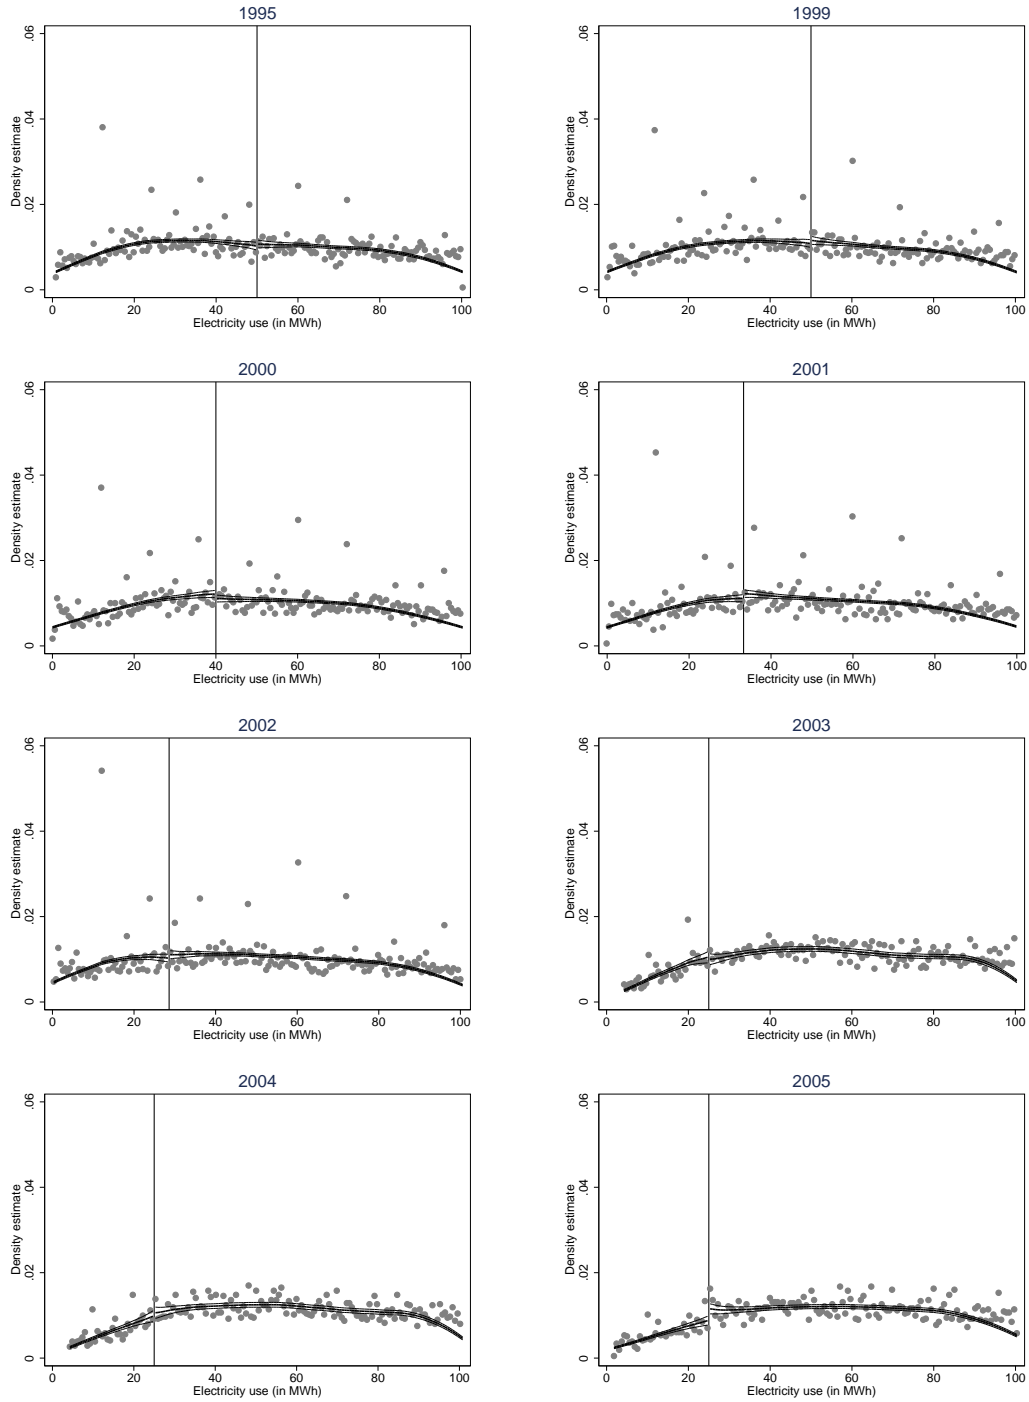 1995
1999
Density estimate
0 .02 .04 .06
0 20 40 60 80 100
Electricity use (in MWh)
Density estimate
0 .02 .04 .06
0 20 40 60 80 100
Electricity use (in MWh)
2000
2001
Density estimate
0 .02 .04 .06
0 20 40 60 80 100
Electricity use (in MWh)
Density estimate
0 .02 .04 .06
0 20 40 60 80 100
Electricity use (in MWh)
2002
2003
Density estimate
0 .02 .04 .06
0 20 40 60 80 100
Electricity use (in MWh)
Density estimate
0 .02 .04 .06
0 20 40 60 80 100
Electricity use (in MWh)
2004
2005
Density estimate
0 .02 .04 .06
0 20 40 60 80 100
Electricity use (in MWh)
Density estimate
0 .02 .04 .06
0 20 40 60 80 100
Electricity use (in MWh)